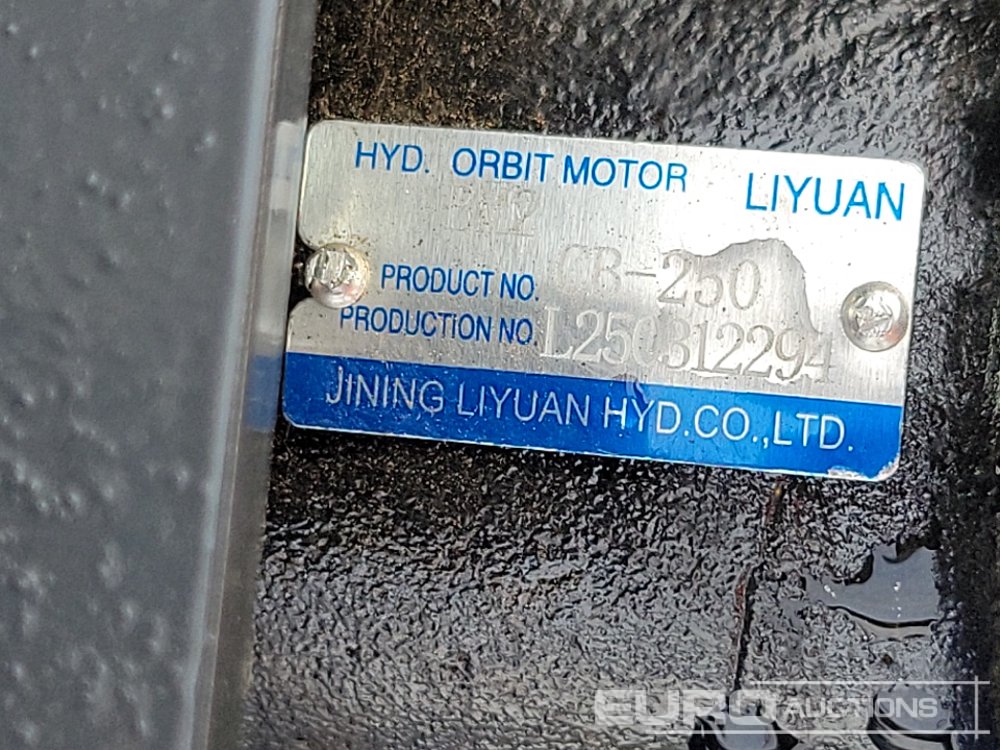 HYD. ORBIT MOTOR LIYUAN
PRODUCT NO. CB-250
PRODUCTION NO. L250312294
JINING LIYUAN HYD.CO.,LTD.
EURO AUCTIONS